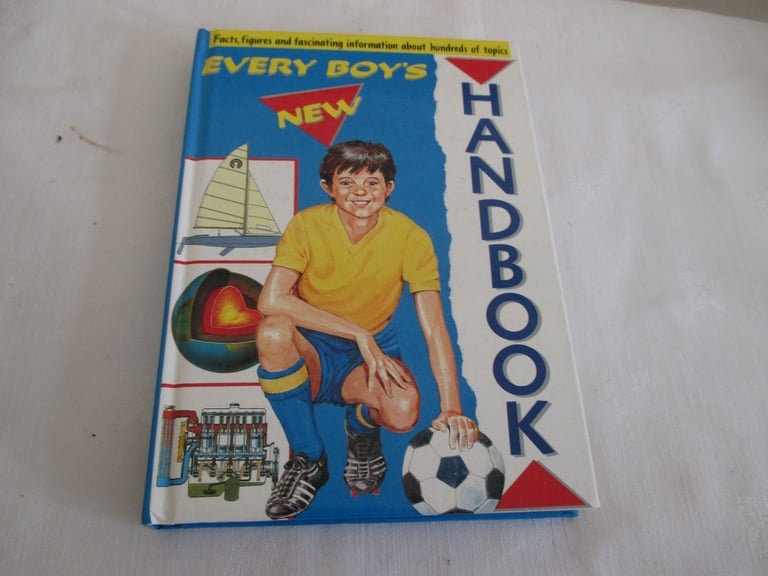 Facts, figures and fascinating information about hundreds of topics
EVERY BOY'S
NEW
HANDBOOK